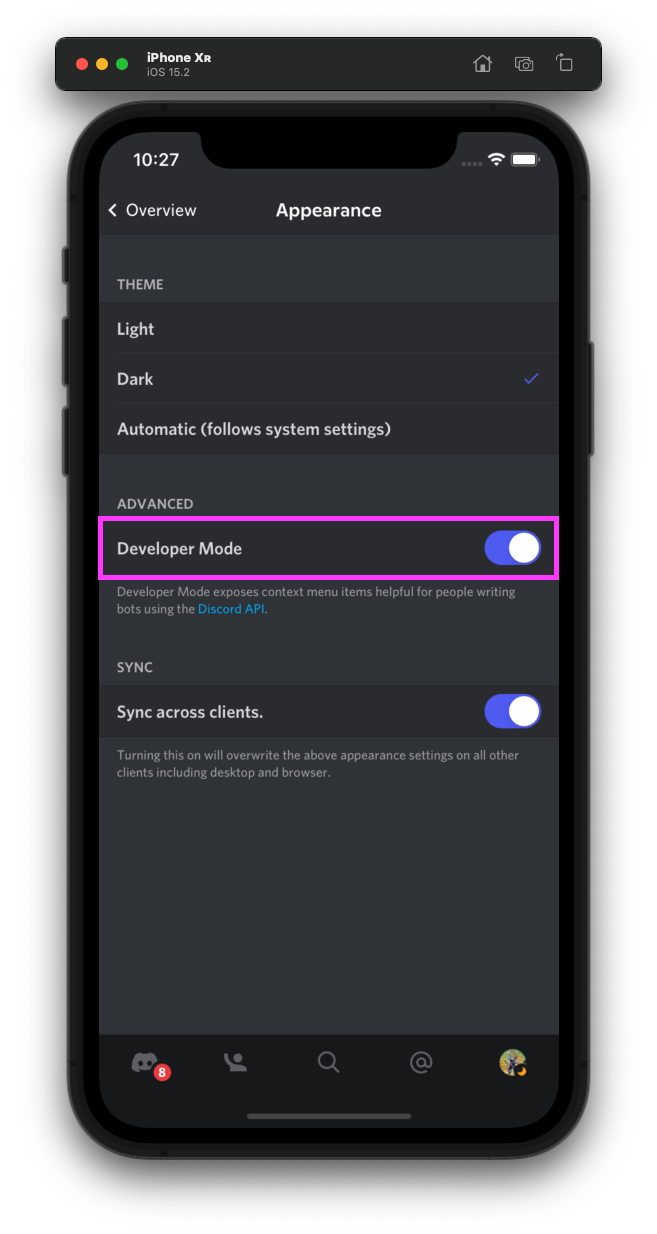 iPhone Xʀ
iOS 15.2
10:27
Overview
Appearance
THEME
Light
Dark
Automatic (follows system settings)
ADVANCED
Developer Mode
Developer Mode exposes context menu items helpful for people writing
bots using the Discord API.
SYNC
Sync across clients.
Turning this on will overwrite the above appearance settings on all other
clients including desktop and browser.
8